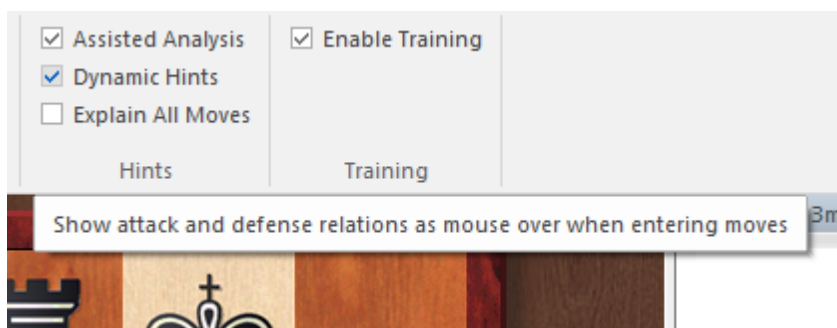 Assisted Analysis
Dynamic Hints
Explain All Moves
Hints
Enable Training
Training
Show attack and defense relations as mouse over when entering moves
3m